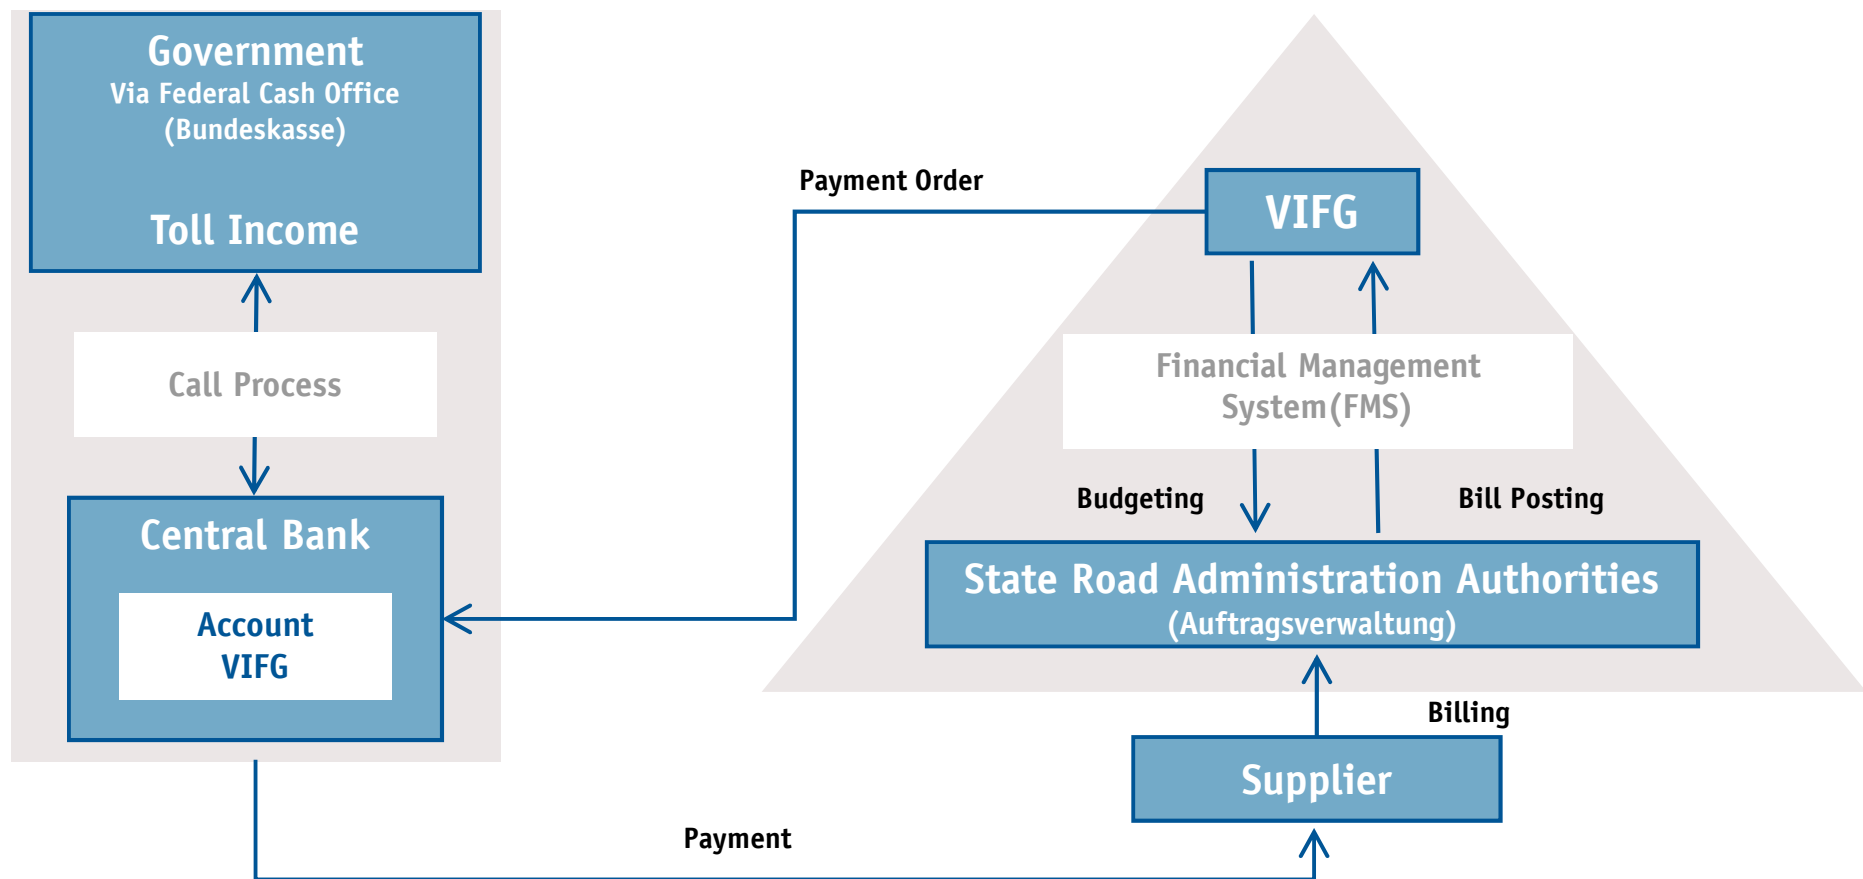 Government
Via Federal Cash Office
(Bundeskasse)
Toll Income
Call Process
Central Bank
Account
VIFG
Payment Order
VIFG
Financial Management
System(FMS)
Budgeting
Bill Posting
State Road Administration Authorities
(Auftragsverwaltung)
Billing
Supplier
Payment